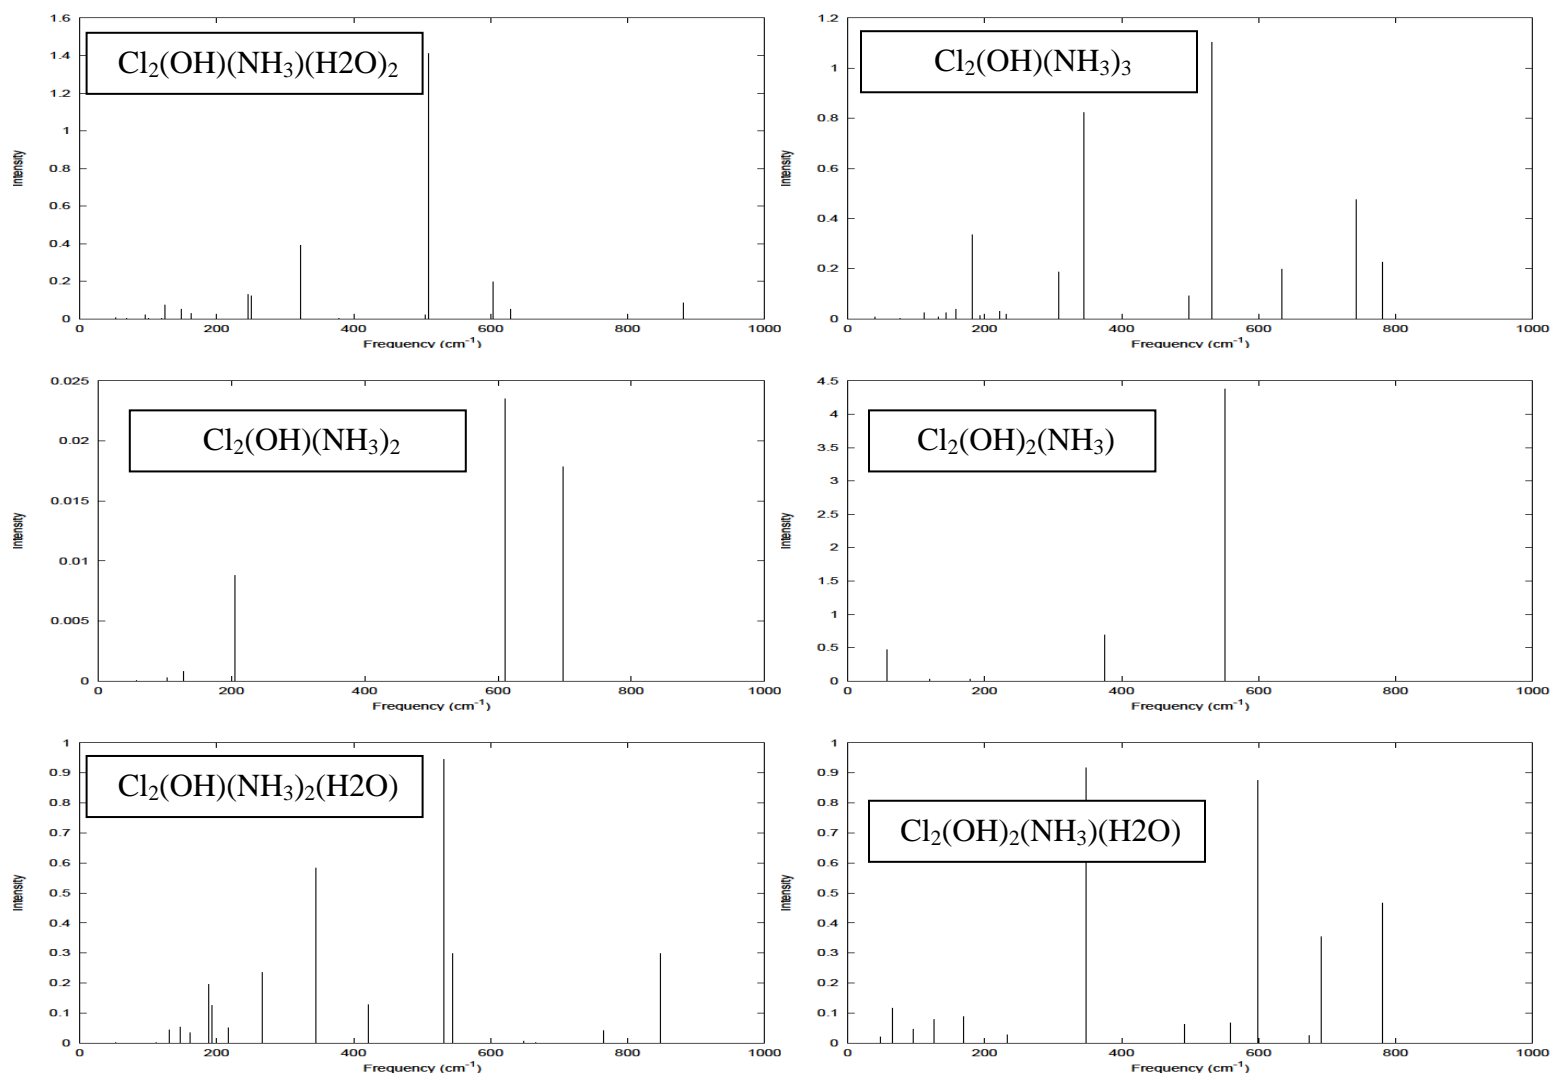 1.6
1.4
1.2
1
0.8
0.6
0.4
0.2
0
Intensity
Cl₂(OH)(NH₃)(H2O)₂
0 200 400 600 800 1000
Frequency (cm⁻¹)
1.2
1
0.8
0.6
0.4
0.2
0
Intensity
Cl₂(OH)(NH₃)₃
0 200 400 600 800 1000
Frequency (cm⁻¹)
0.025
0.02
0.015
0.01
0.005
0
Intensity
Cl₂(OH)(NH₃)₂
0 200 400 600 800 1000
Frequency (cm⁻¹)
4.5
4
3.5
3
2.5
2
1.5
1
0.5
0
Intensity
Cl₂(OH)₂(NH₃)
0 200 400 600 800 1000
Frequency (cm⁻¹)
1
0.9
0.8
0.7
0.6
0.5
0.4
0.3
0.2
0.1
0
Intensity
Cl₂(OH)(NH₃)₂(H2O)
0 200 400 600 800 1000
Frequency (cm⁻¹)
1
0.9
0.8
0.7
0.6
0.5
0.4
0.3
0.2
0.1
0
Intensity
Cl₂(OH)₂(NH₃)(H2O)
0 200 400 600 800 1000
Frequency (cm⁻¹)